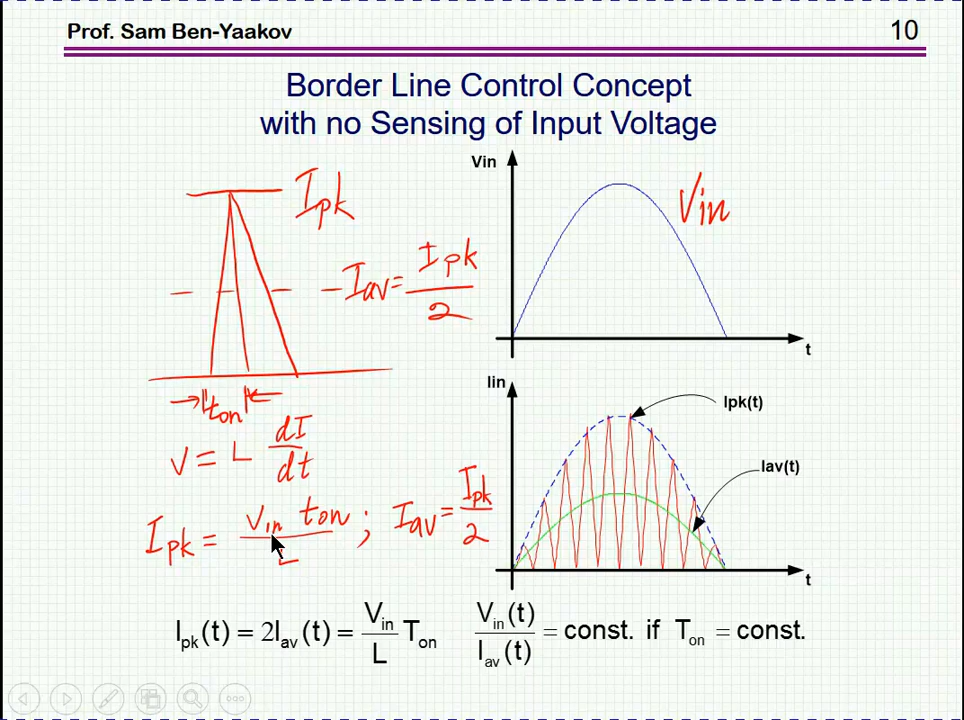 Prof. Sam Ben-Yaakov
10
Border Line Control Concept
with no Sensing of Input Voltage
Ipk
Iav = Ipk / 2
ton
v = L dI / dt
Ipk = Vin ton / L ; Iav = Ipk / 2
Vin
Vin
t
Iin
Ipk(t)
Iav(t)
t
Ipk(t) = 2Iav(t) = Vin / L Ton
Vin(t) / Iav(t) = const. if Ton = const.